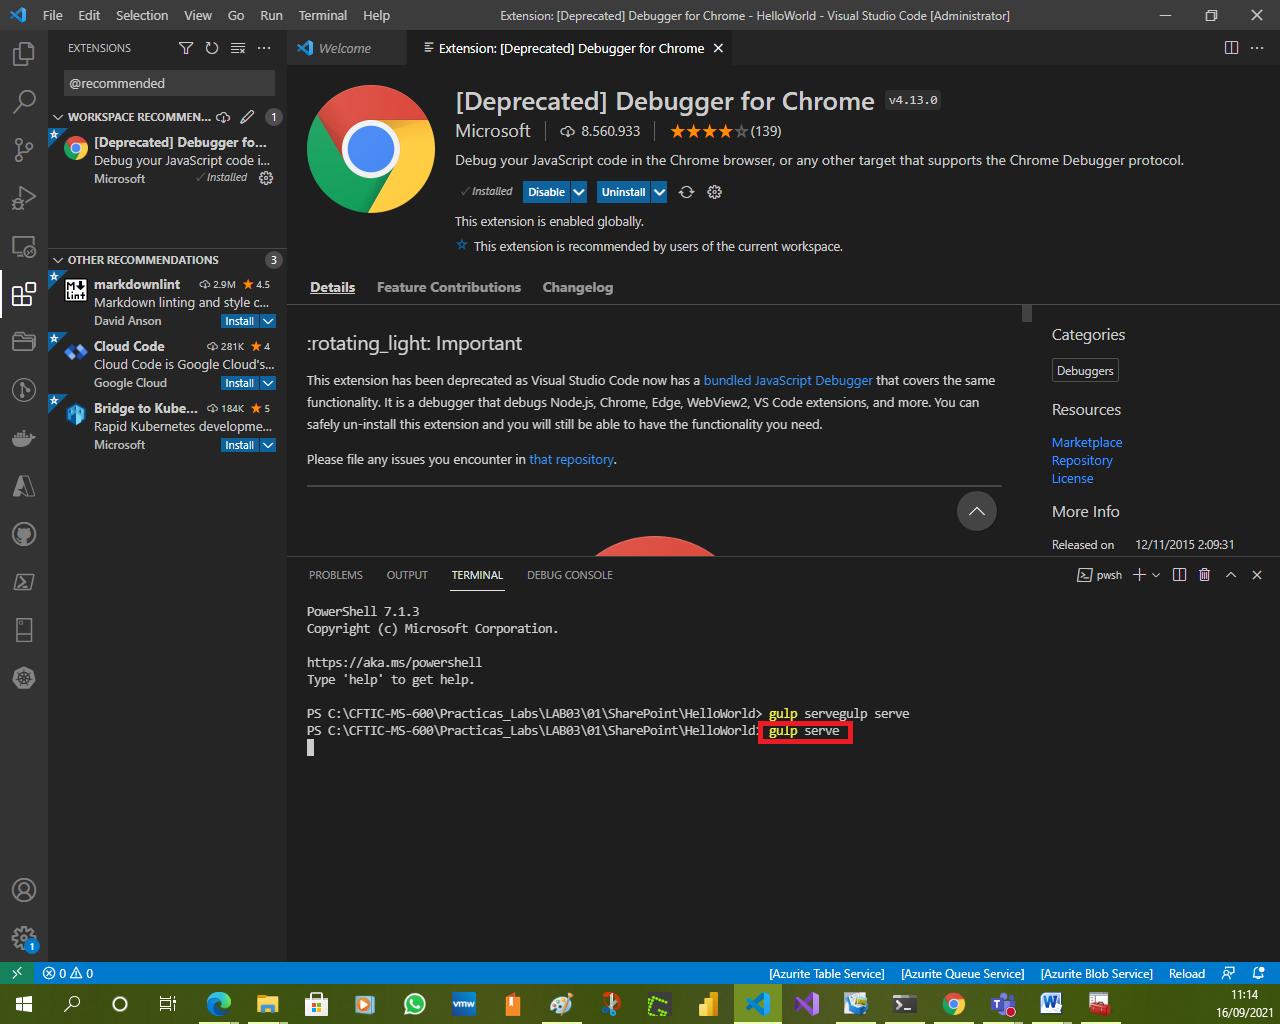 File Edit Selection View Go Run Terminal Help
Extension: [Deprecated] Debugger for Chrome - HelloWorld - Visual Studio Code [Administrator]
EXTENSIONS
Welcome
Extension: [Deprecated] Debugger for Chrome
@recommended
WORKSPACE RECOMMEN... 1
[Deprecated] Debugger fo...
Debug your JavaScript code i...
Microsoft Installed
OTHER RECOMMENDATIONS 3
markdownlint 2.9M 4.5
Markdown linting and style c...
David Anson Install
Cloud Code 281K 4
Cloud Code is Google Cloud's...
Google Cloud Install
Bridge to Kube... 184K 5
Rapid Kubernetes developme...
Microsoft Install
[Deprecated] Debugger for Chrome v4.13.0
Microsoft 8.560.933 (139)
Debug your JavaScript code in the Chrome browser, or any other target that supports the Chrome Debugger protocol.
Installed Disable Uninstall
This extension is enabled globally.
This extension is recommended by users of the current workspace.
Details Feature Contributions Changelog
:rotating_light: Important
This extension has been deprecated as Visual Studio Code now has a bundled JavaScript Debugger that covers the same
functionality. It is a debugger that debugs Node.js, Chrome, Edge, WebView2, VS Code extensions, and more. You can
safely un-install this extension and you will still be able to have the functionality you need.
Please file any issues you encounter in that repository.
Categories
Debuggers
Resources
Marketplace
Repository
License
More Info
Released on 12/11/2015 2:09:31
PROBLEMS OUTPUT TERMINAL DEBUG CONSOLE
pwsh
PowerShell 7.1.3
Copyright (c) Microsoft Corporation.
https://aka.ms/powershell
Type 'help' to get help.
PS C:\CFTIC-MS-600\Practicas_Labs\LAB03\01\SharePoint\HelloWorld> gulp servegulp serve
PS C:\CFTIC-MS-600\Practicas_Labs\LAB03\01\SharePoint\HelloWorld> gulp serve
1
0 0
[Azurite Table Service] [Azurite Queue Service] [Azurite Blob Service] Reload
vmw
11:14
16/09/2021